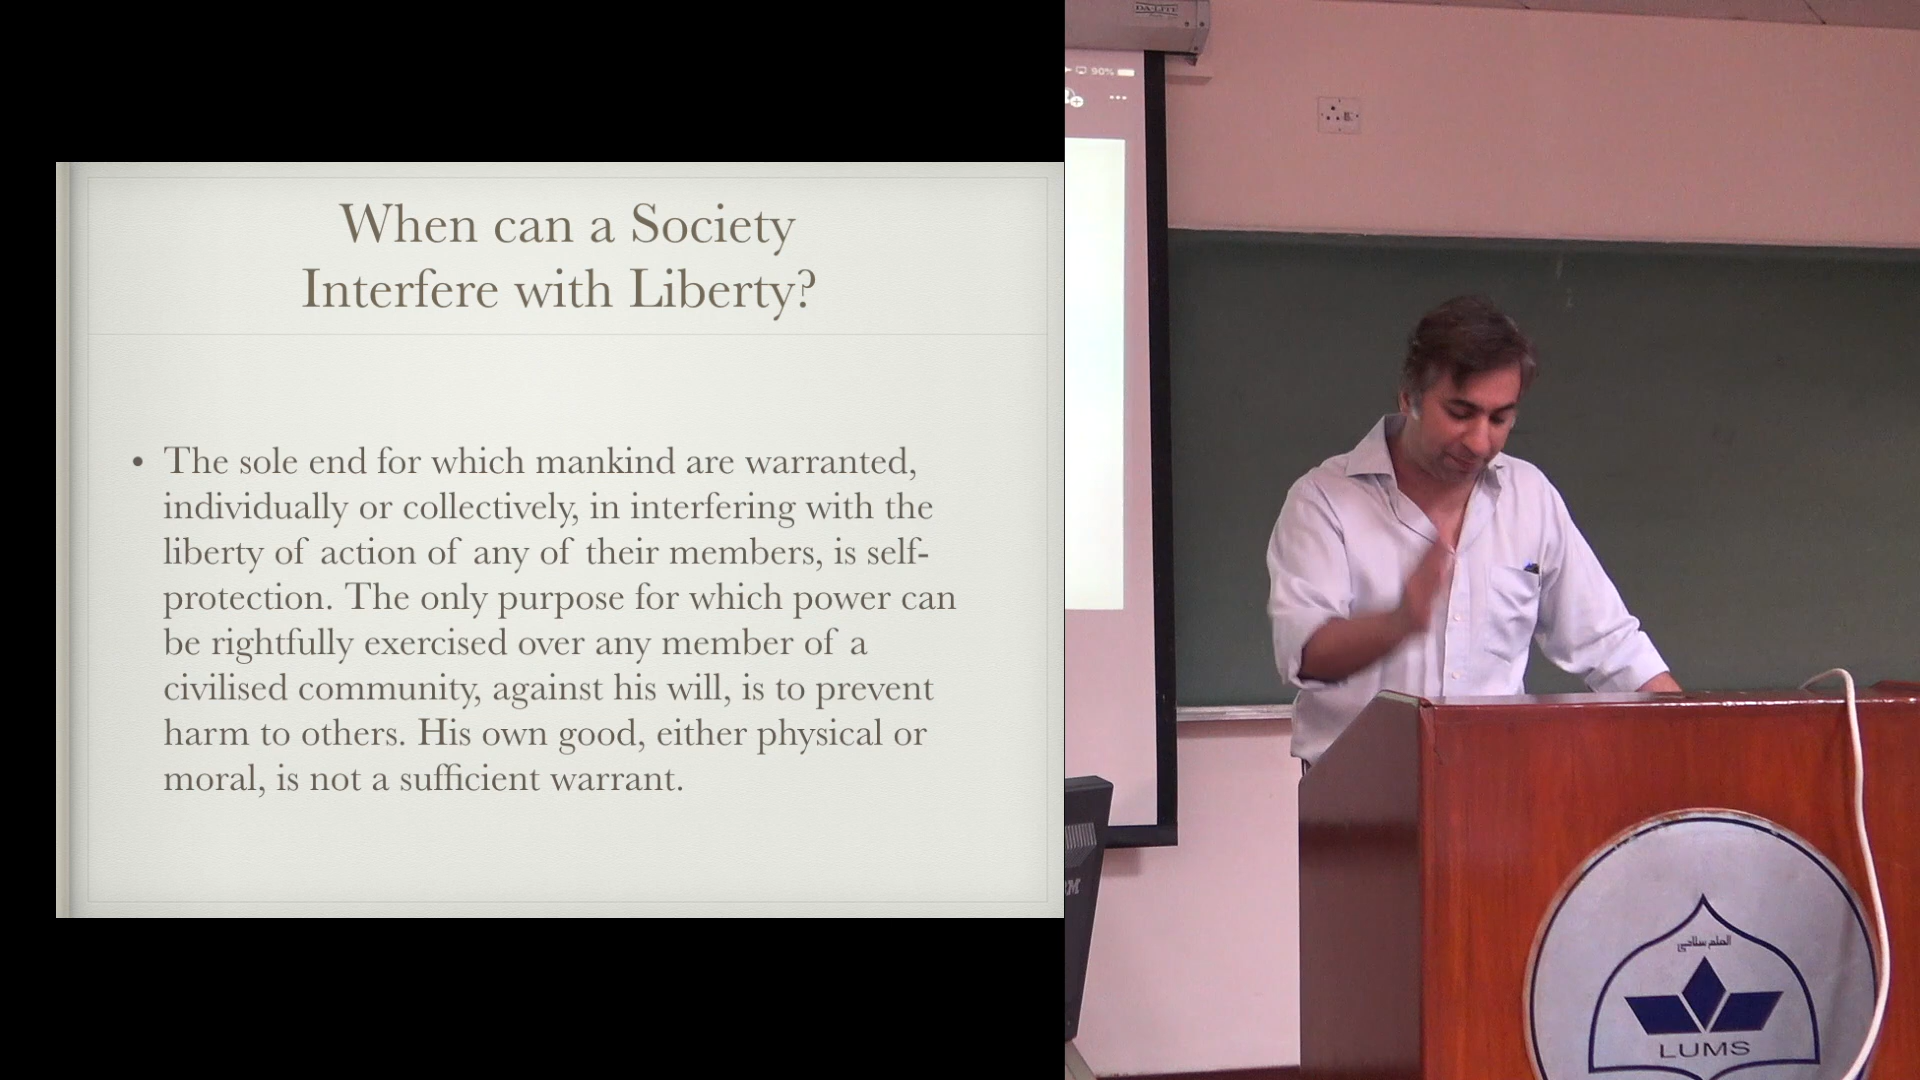 When can a Society
Interfere with Liberty?
• The sole end for which mankind are warranted,
individually or collectively, in interfering with the
liberty of action of any of their members, is self-
protection. The only purpose for which power can
be rightfully exercised over any member of a
civilised community, against his will, is to prevent
harm to others. His own good, either physical or
moral, is not a sufficient warrant.
DA-LITE
90%
LUMS